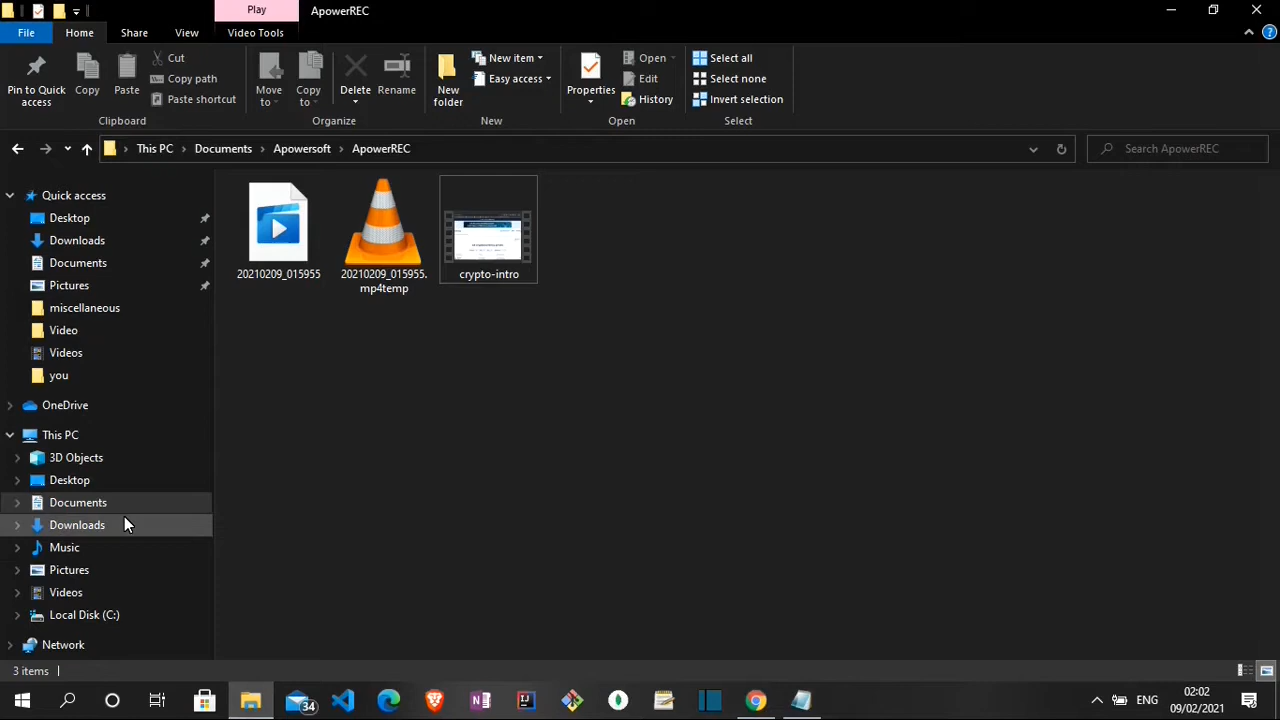 Play
ApowerREC
File
Home
Share
View
Video Tools
Pin to Quick
access
Copy
Paste
Cut
Copy path
Paste shortcut
Clipboard
Move
to
Copy
to
Delete
Rename
Organize
New
folder
New item
Easy access
New
Properties
Open
Edit
History
Open
Select all
Select none
Invert selection
Select
This PC
Documents
Apowersoft
ApowerREC
Search ApowerREC
Quick access
Desktop
Downloads
Documents
Pictures
miscellaneous
Video
Videos
you
OneDrive
This PC
3D Objects
Desktop
Documents
Downloads
Music
Pictures
Videos
Local Disk (C:)
Network
20210209_015955
20210209_015955.
mp4temp
crypto-intro
3 items
34
ENG
02:02
09/02/2021